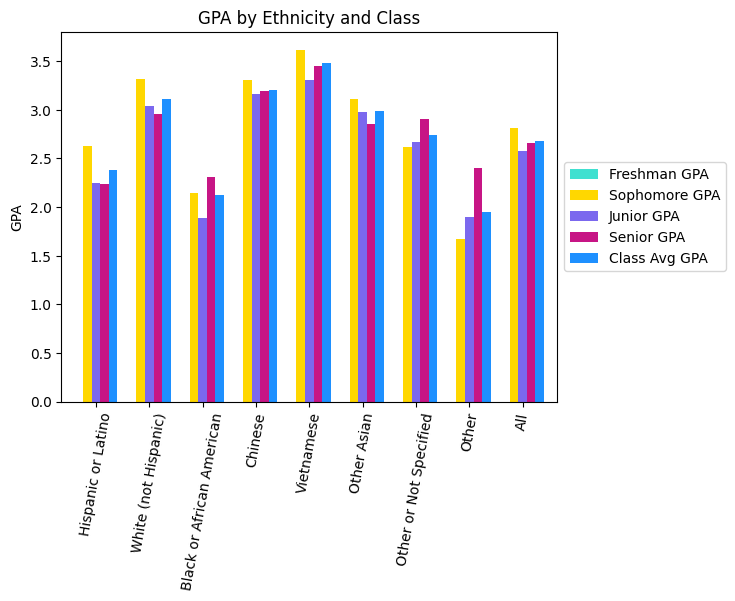 GPA by Ethnicity and Class
GPA
3.5
3.0
2.5
2.0
1.5
1.0
0.5
0.0
Hispanic or Latino
White (not Hispanic)
Black or African American
Chinese
Vietnamese
Other Asian
Other or Not Specified
Other
All
Freshman GPA
Sophomore GPA
Junior GPA
Senior GPA
Class Avg GPA